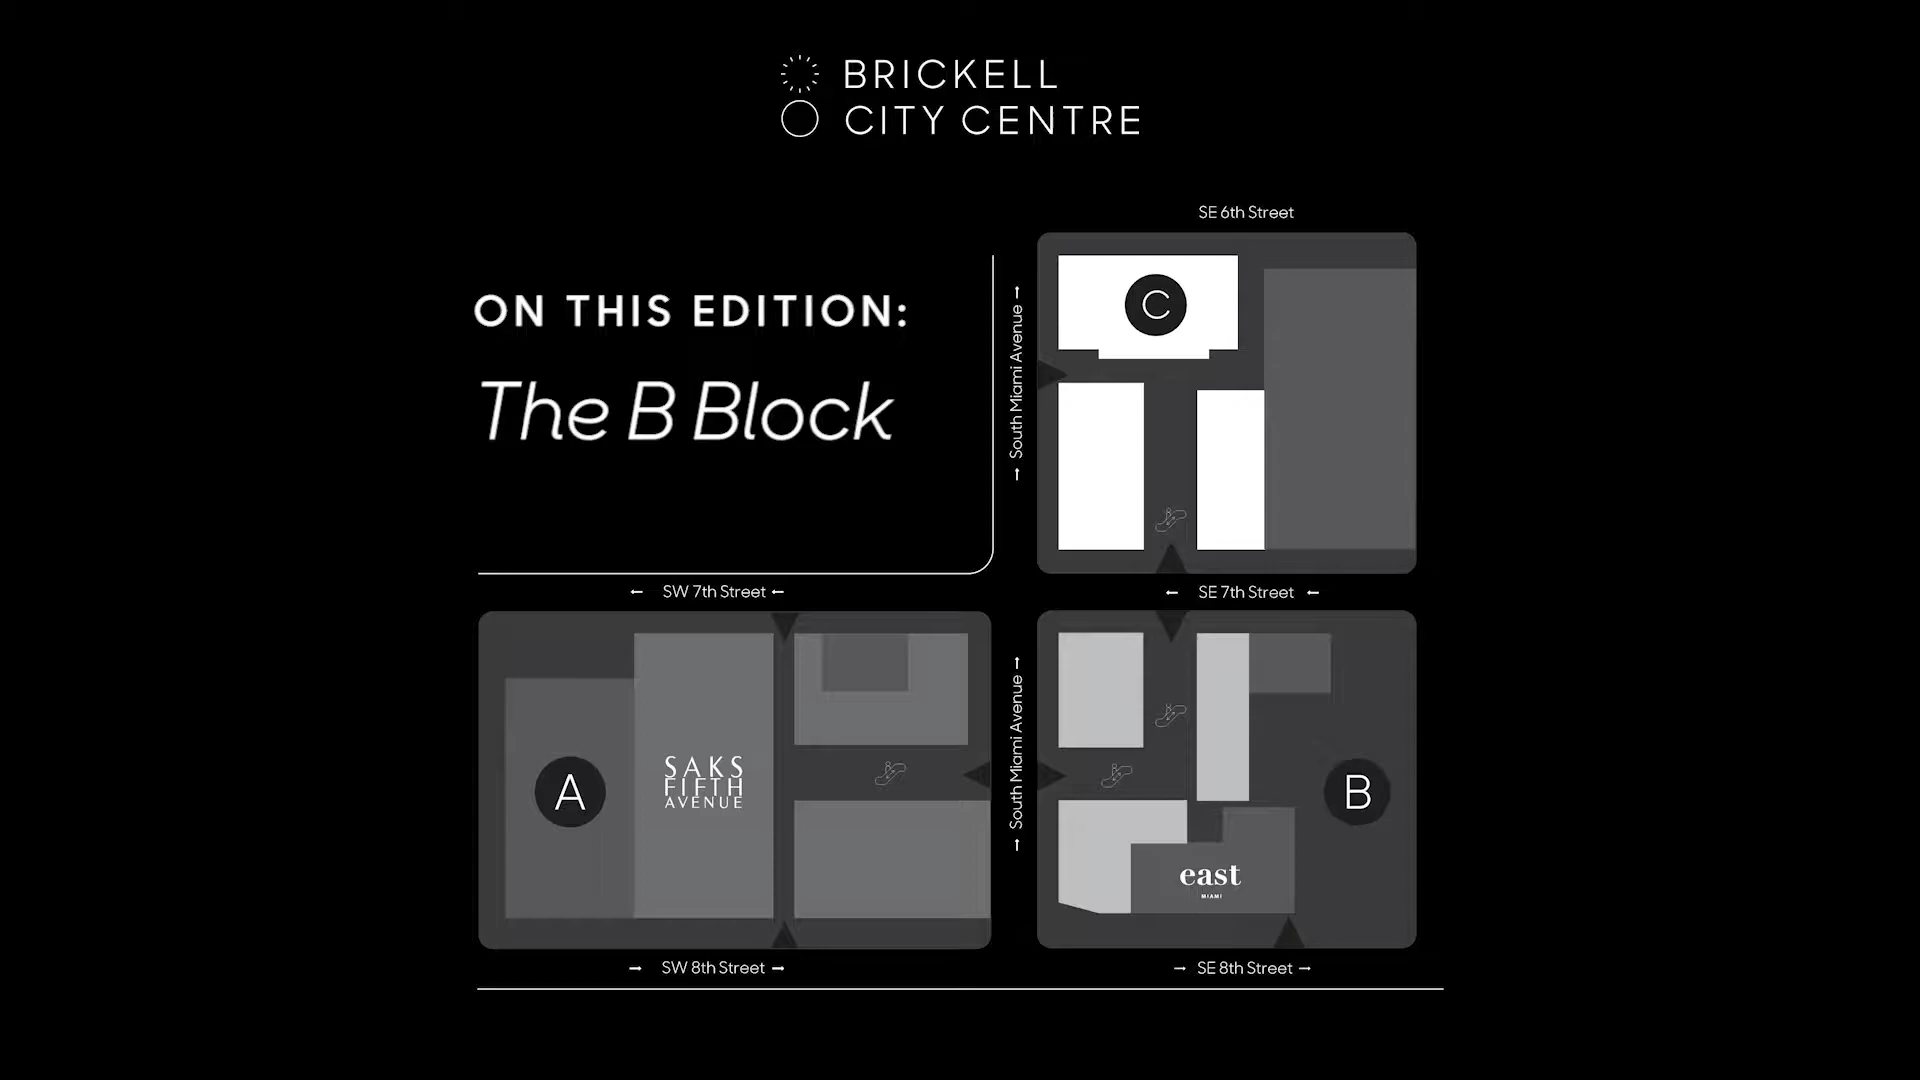 BRICKELL
CITY CENTRE
SE 6th Street
ON THIS EDITION:
The B Block
South Miami Avenue
C
SW 7th Street
SE 7th Street
A
SAKS
FIFTH
AVENUE
South Miami Avenue
B
east
MIAMI
SW 8th Street
SE 8th Street